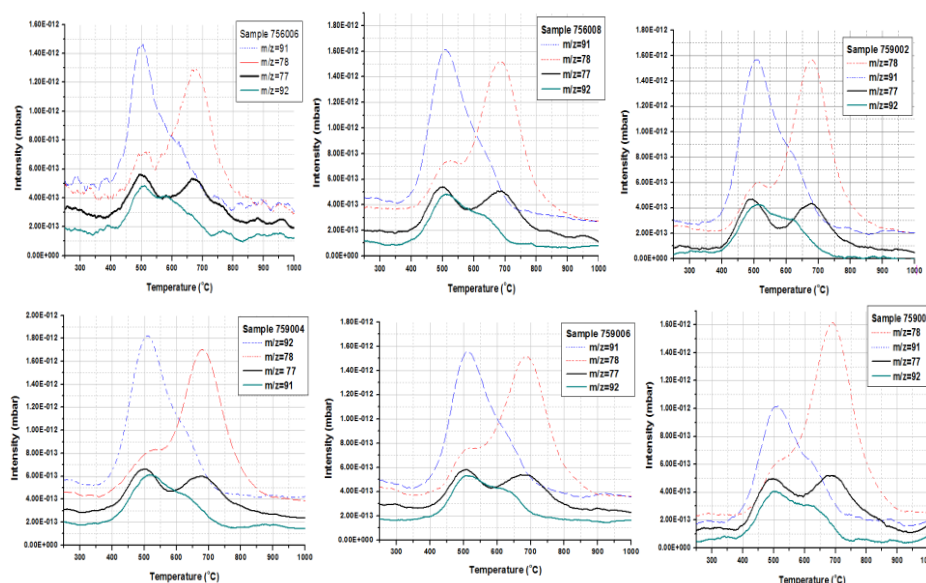 1.60E-012
1.40E-012
1.20E-012
1.00E-012
8.00E-013
6.00E-013
4.00E-013
2.00E-013
0.00E+000
Intensity (mbar)
Sample 756006
m/z=91
m/z=78
m/z=77
m/z=92
300 400 500 600 700 800 900 1000
Temperature (°C)
1.80E-012
1.60E-012
1.40E-012
1.20E-012
1.00E-012
8.00E-013
6.00E-013
4.00E-013
2.00E-013
0.00E+000
Intensity (mbar)
Sample 756008
m/z=91
m/z=78
m/z=77
m/z=92
300 400 500 600 700 800 900 1000
Temperature (°C)
1.80E-012
1.60E-012
1.40E-012
1.20E-012
1.00E-012
8.00E-013
6.00E-013
4.00E-013
2.00E-013
0.00E+000
Intensity (mbar)
Sample 759002
m/z=78
m/z=91
m/z=77
m/z=92
300 400 500 600 700 800 900 1000
Temperature (°C)
2.00E-012
1.80E-012
1.60E-012
1.40E-012
1.20E-012
1.00E-012
8.00E-013
6.00E-013
4.00E-013
2.00E-013
0.00E+000
Intensity (mbar)
Sample 759004
m/z=92
m/z=78
m/z= 77
m/z=91
300 400 500 600 700 800 900 1000
Temperature (°C)
1.60E-012
1.40E-012
1.20E-012
1.00E-012
8.00E-013
6.00E-013
4.00E-013
2.00E-013
0.00E+000
Intensity (mbar)
Sample 759006
m/z=91
m/z=78
m/z=77
m/z=92
300 400 500 600 700 800 900 1000
Temperature (°C)
1.60E-012
1.40E-012
1.20E-012
1.00E-012
8.00E-013
6.00E-013
4.00E-013
2.00E-013
0.00E+000
Intensity (mbar)
Sample 75900
m/z=78
m/z=91
m/z=77
m/z=92
300 400 500 600 700 800 900
Temperature (°C)